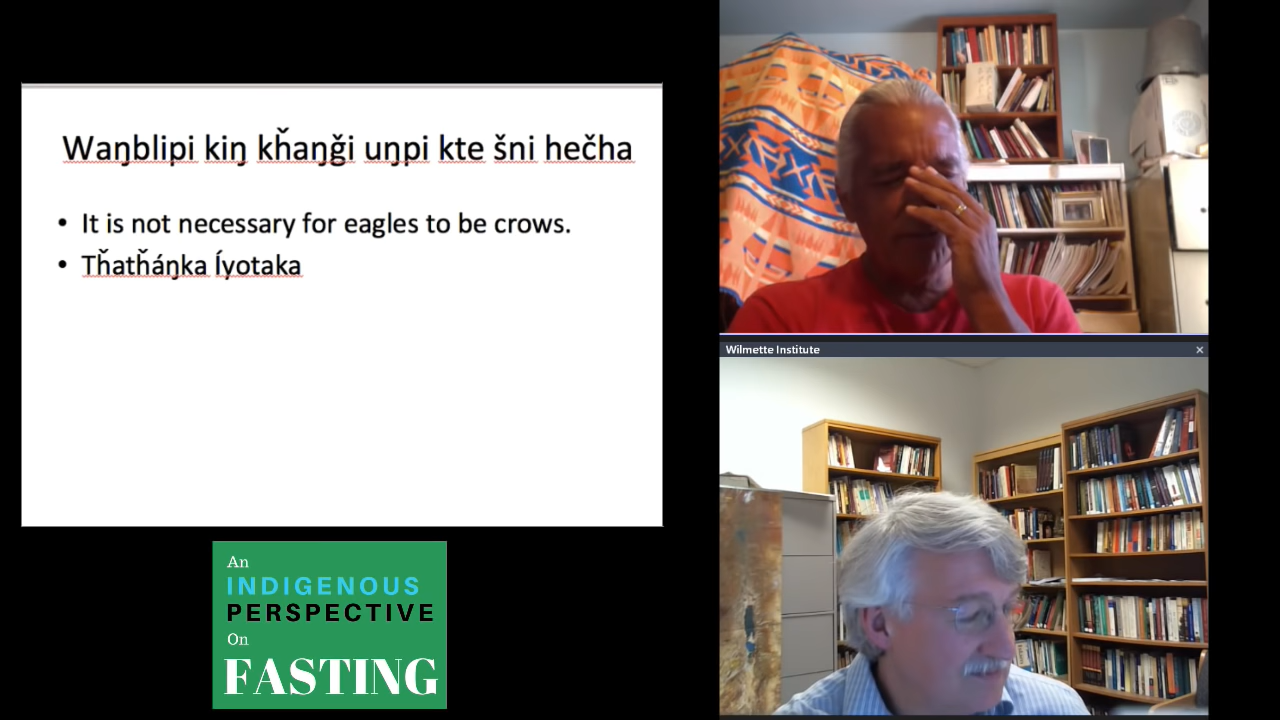 Waŋblipi kiŋ kȟaŋǧi uŋpi kte šni hečha
• It is not necessary for eagles to be crows.
• Tȟatȟáŋka Íyotaka
An
INDIGENOUS
PERSPECTIVE
On
FASTING
Wilmette Institute